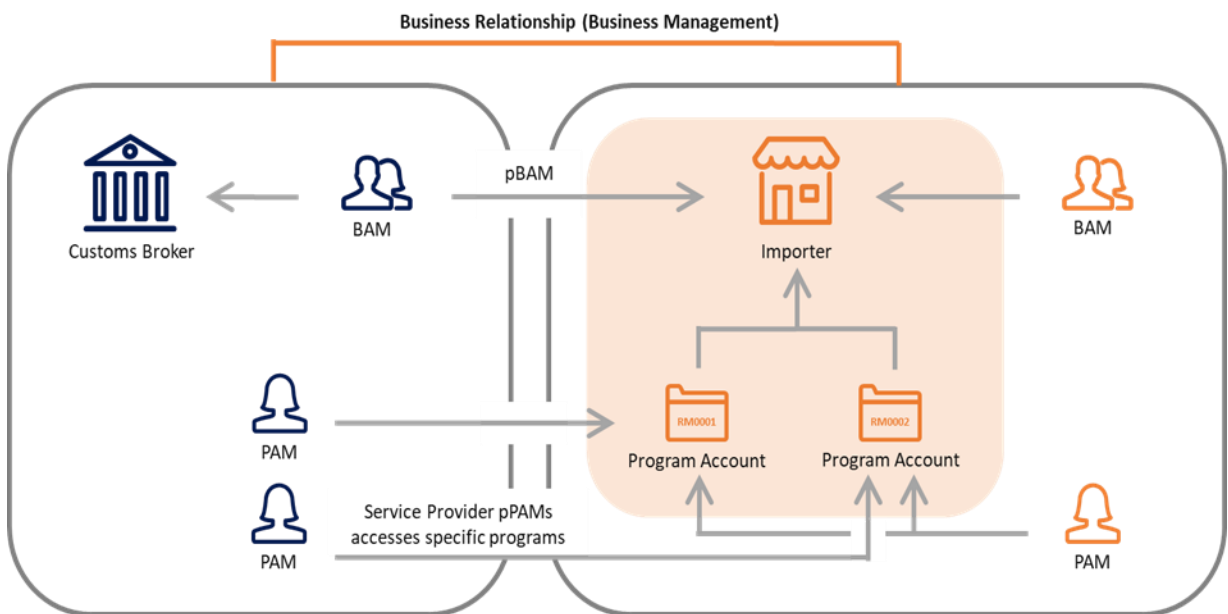 Business Relationship (Business Management)
pBAM
Customs Broker
BAM
Importer
BAM
RM0001
RM0002
PAM
Program Account
Program Account
Service Provider pPAMs
accesses specific programs
PAM
PAM